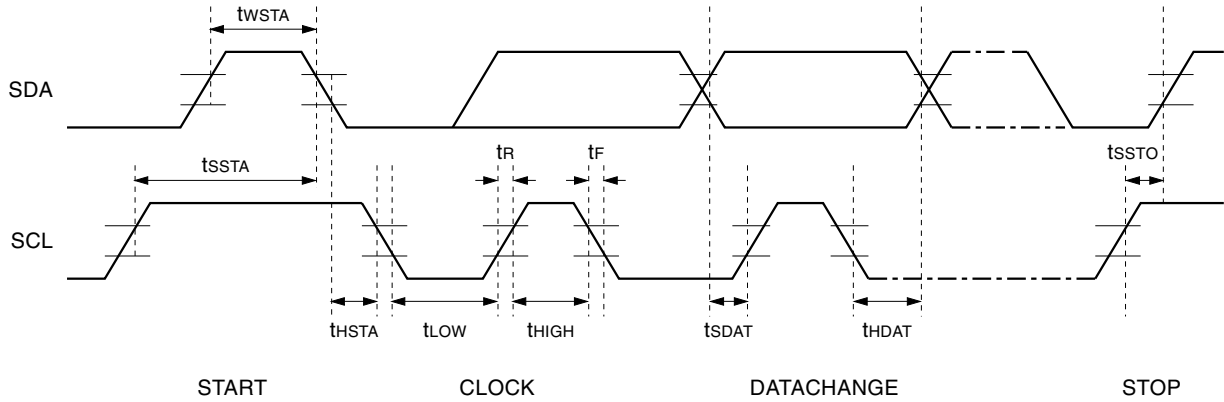 tWSTA
SDA
tSSTA
tR
tF
tSSTO
SCL
tHSTA
tLOW
tHIGH
tSDAT
tHDAT
START
CLOCK
DATACHANGE
STOP